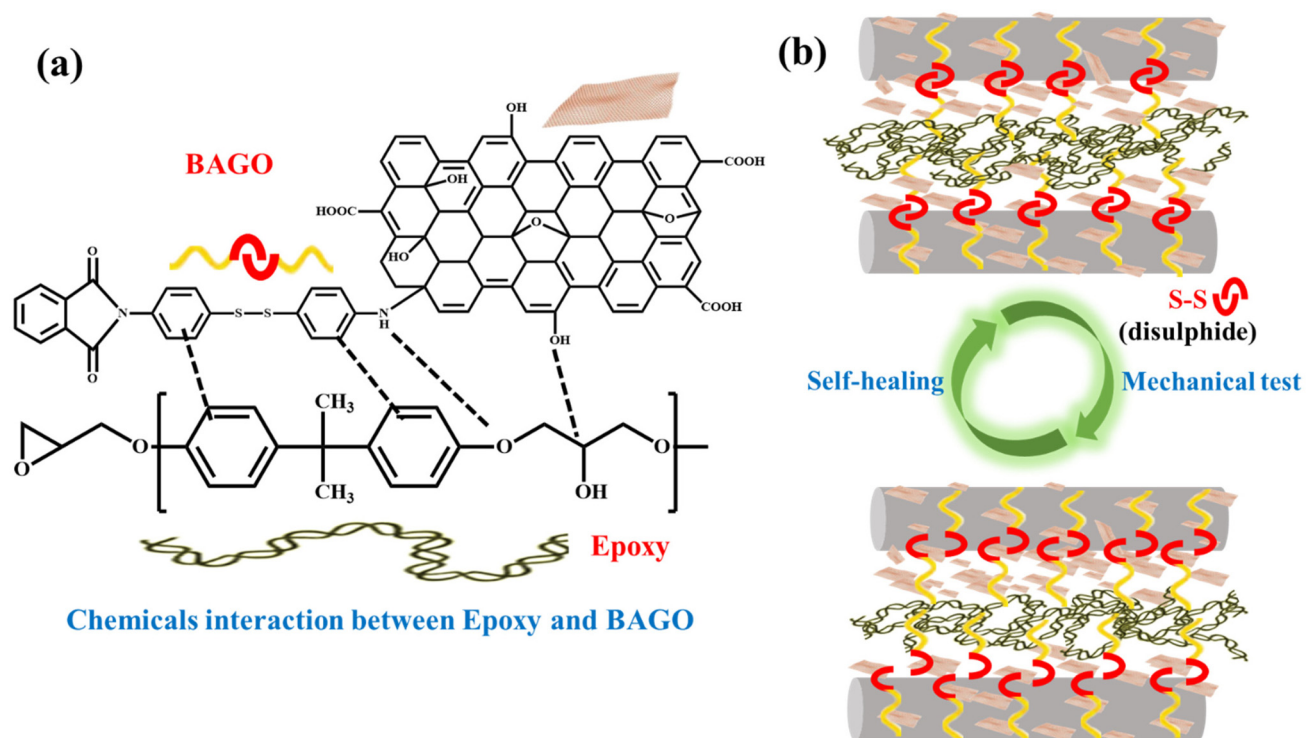 (a)
BAGO
OH
OH
HOOC
HO
O
O
COOH
COOH
OH
O
N
O
S
S
N
H
O
O
CH3
CH3
O
OH
O
Epoxy
Chemicals interaction between Epoxy and BAGO
(b)
S-S
(disulphide)
Self-healing
Mechanical test